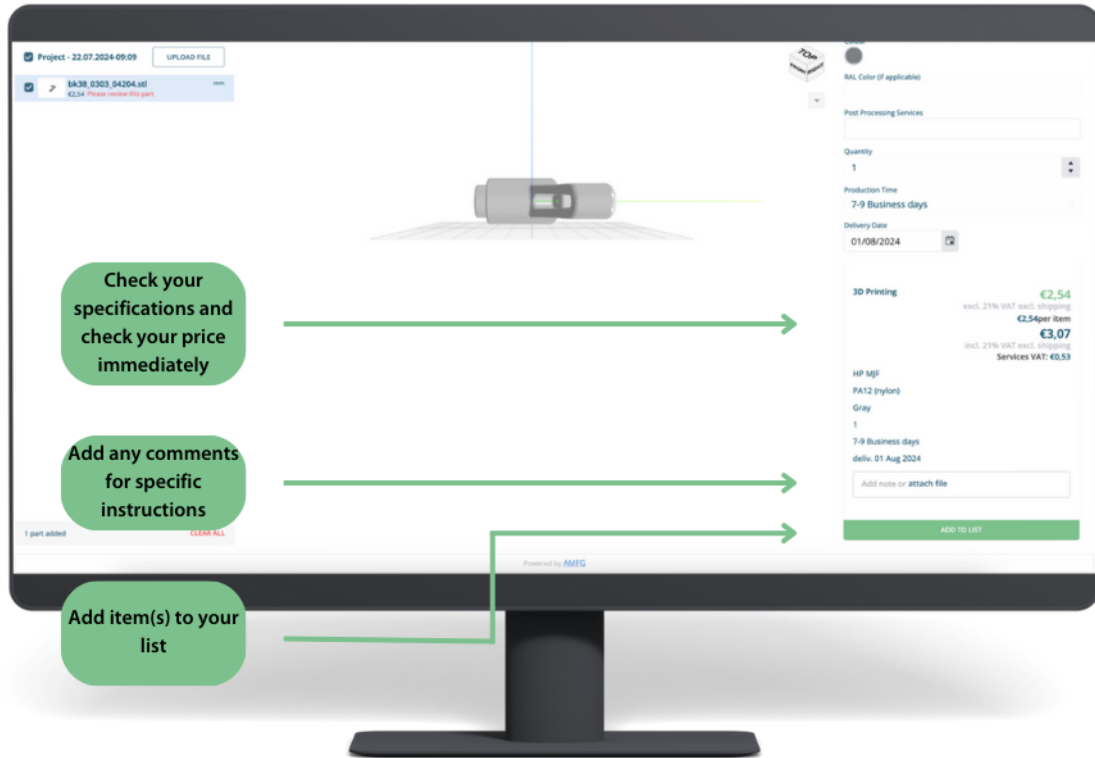 Project - 22.07.2024-09:09
UPLOAD FILE
bk38_0303_04204.stl
mm
€2,54 Please review this part
TOP
FRONT
RIGHT
Colour
RAL Color (if applicable)
Post Processing Services
Quantity
1
Production Time
7-9 Business days
Delivery Date
01/08/2024
Check your
specifications and
check your price
immediately
3D Printing
€2,54
excl. 21% VAT excl. shipping
€2,54per item
€3,07
incl. 21% VAT excl. shipping
Services VAT: €0,53
HP MJF
PA12 (nylon)
Gray
1
7-9 Business days
deliv. 01 Aug 2024
Add any comments
for specific
instructions
Add note or attach file
1 part added
CLEAR ALL
ADD TO LIST
Powered by AMFG
Add item(s) to your
list